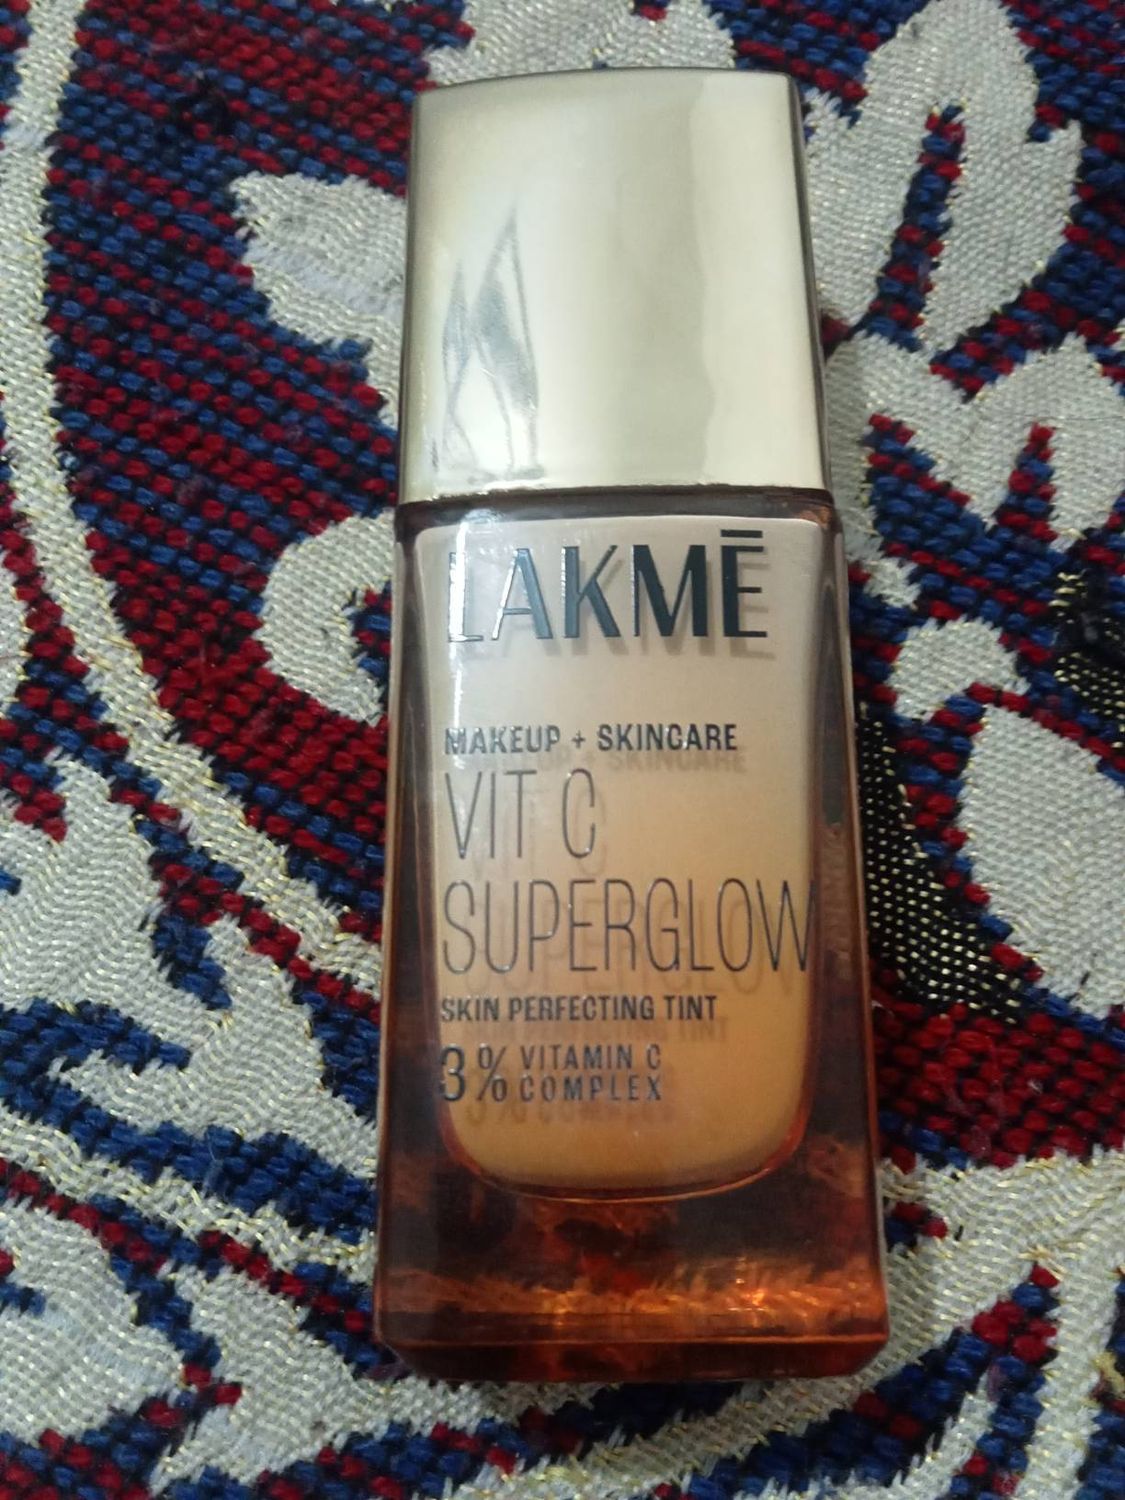 LAKMĒ
MAKEUP + SKINCARE
VIT C
SUPERGLOW
SKIN PERFECTING TINT
3% VITAMIN C
COMPLEX